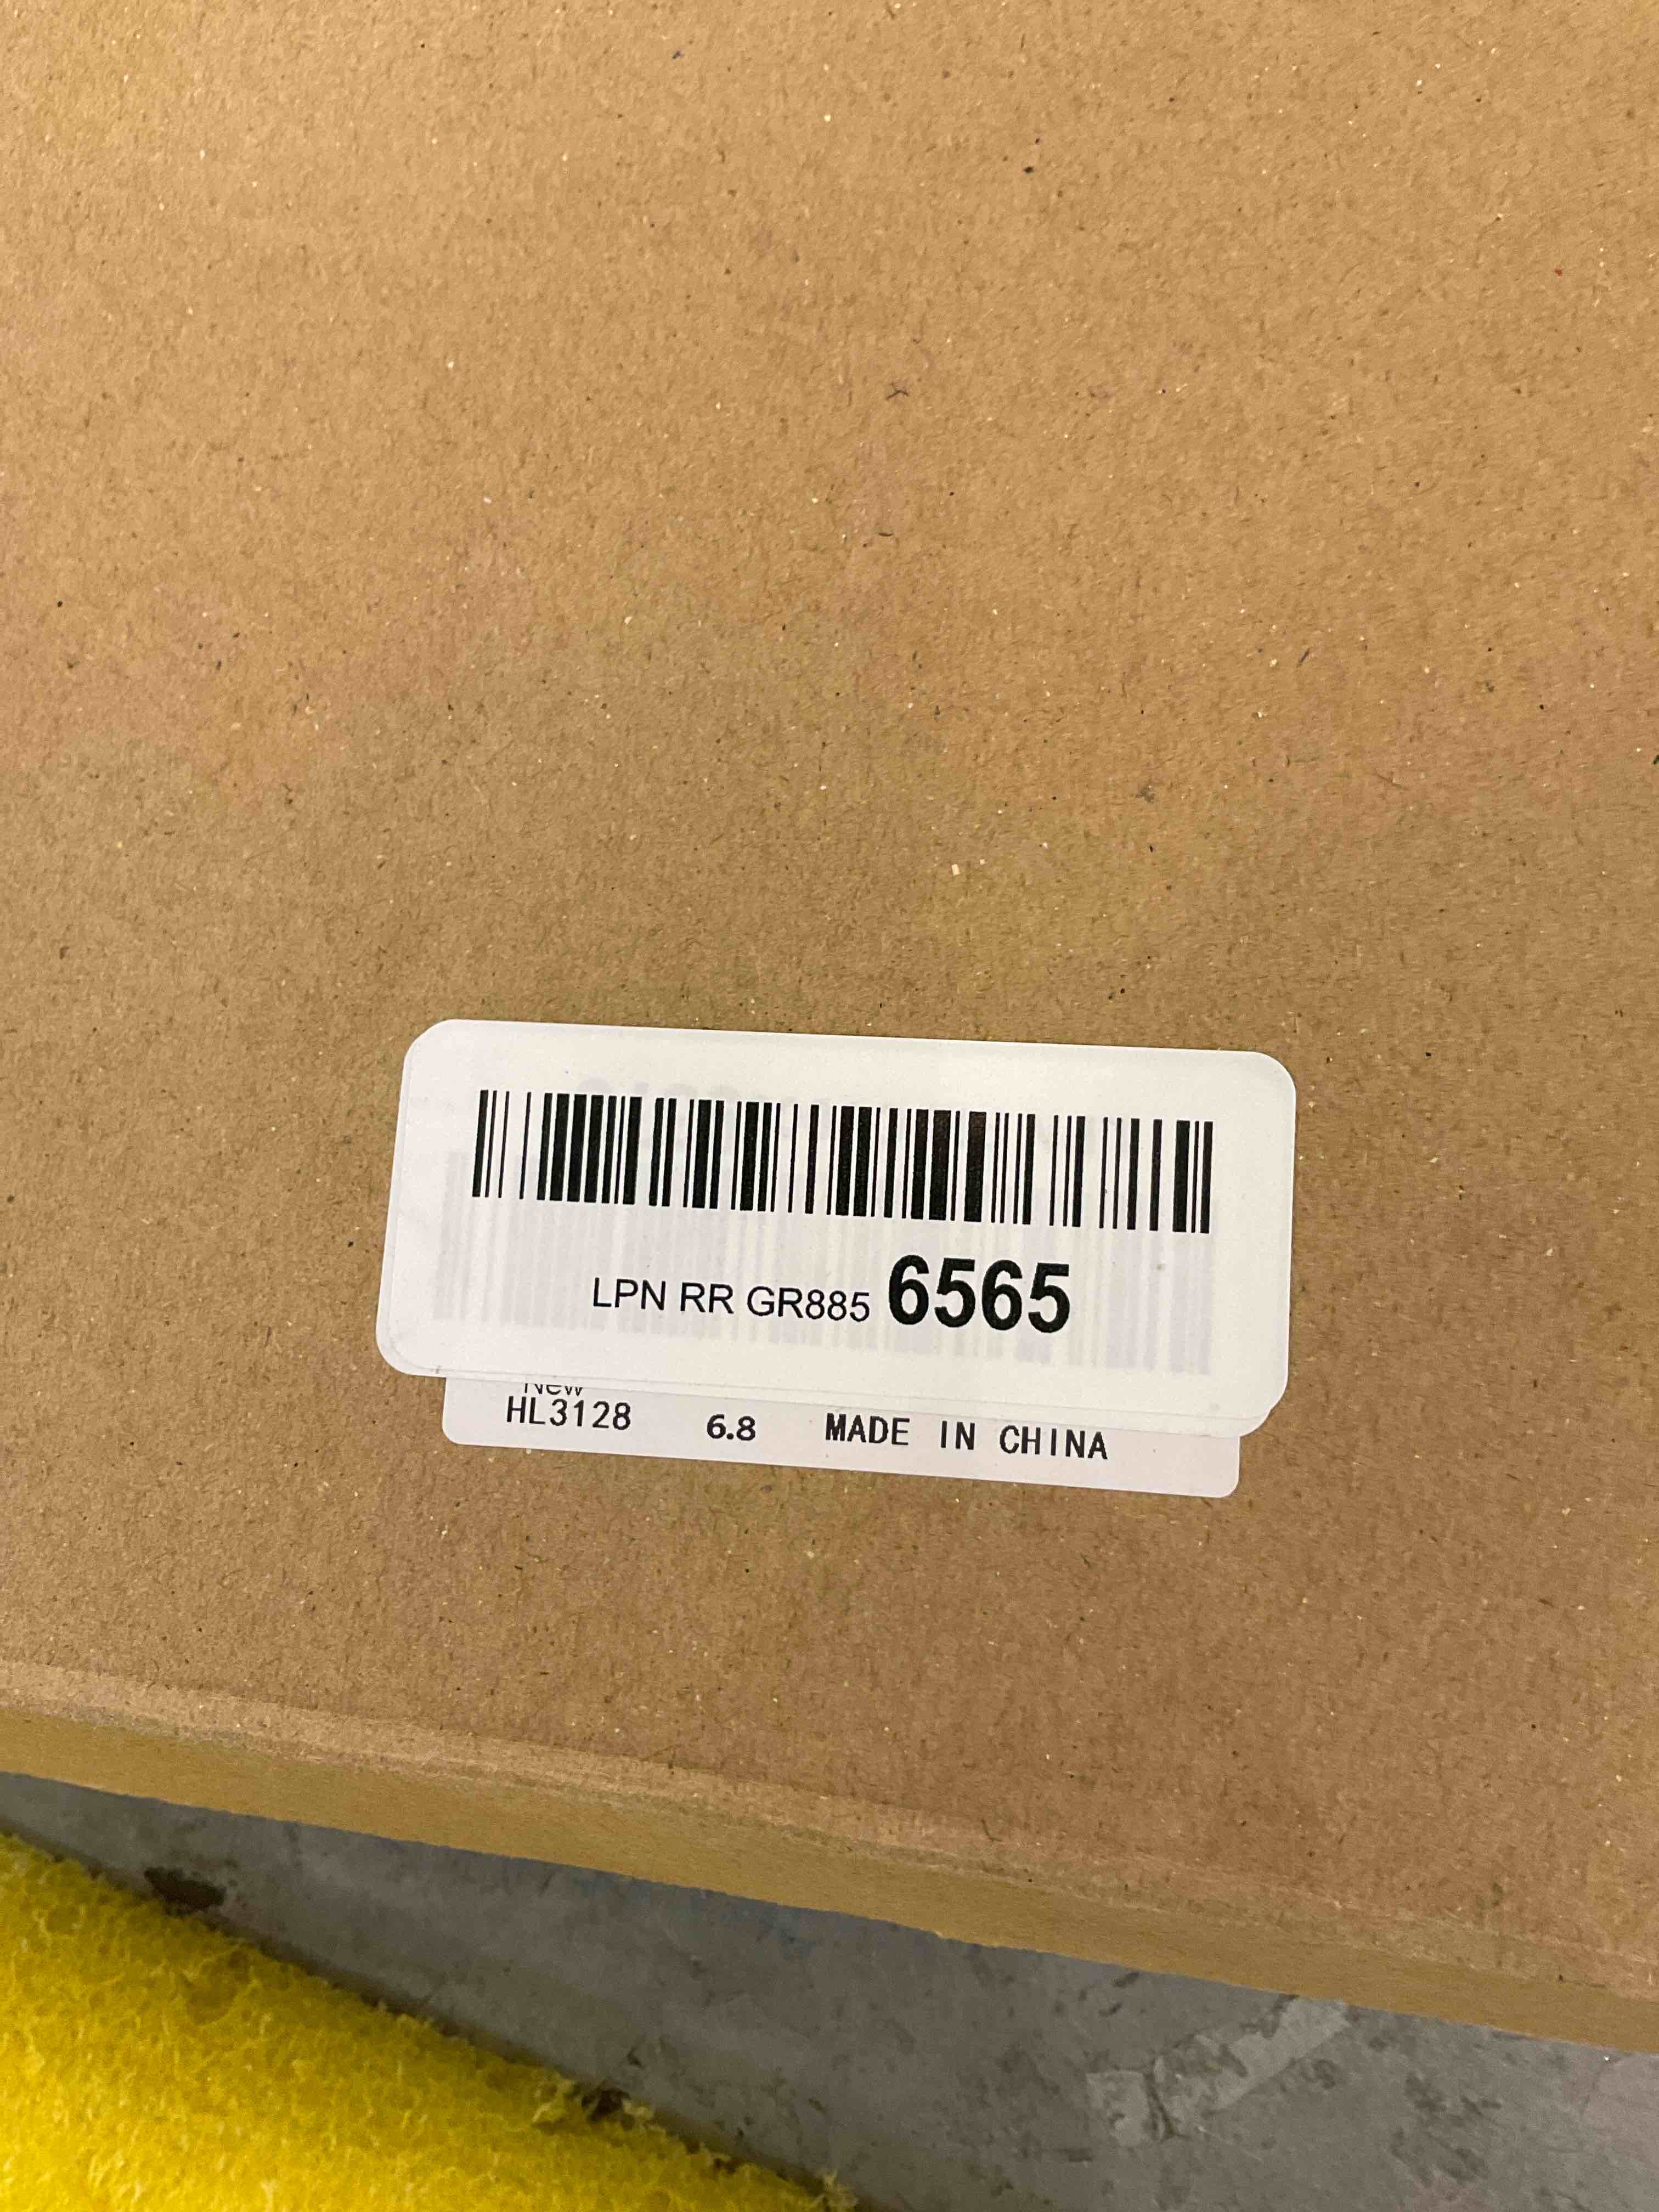 LPN RR GR885 6565
New
HL3128 6.8 MADE IN CHINA